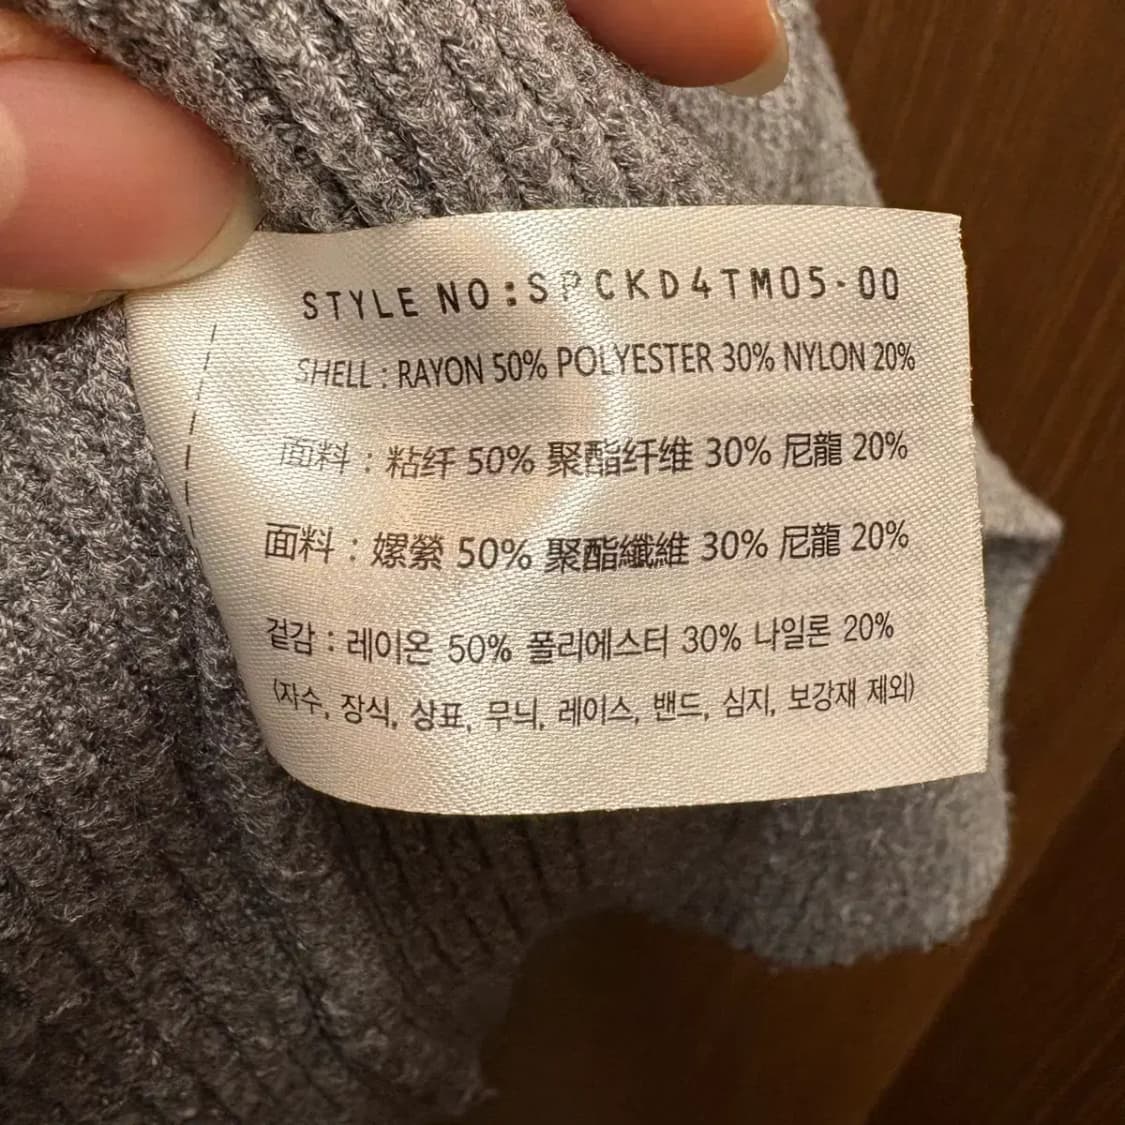 STYLE NO:SPCKD4TM05-00
SHELL : RAYON 50% POLYESTER 30% NYLON 20%
面料 : 粘纤 50% 聚酯纤维 30% 尼龍 20%
面料 : 嫘縈 50% 聚酯纖維 30% 尼龍 20%
겉감 : 레이온 50% 폴리에스터 30% 나일론 20%
(자수, 장식, 상표, 무늬, 레이스, 밴드, 심지, 보강재 제외)